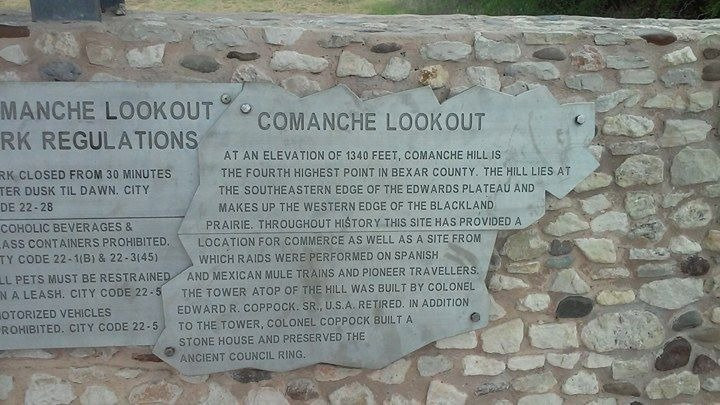 MANCHE LOOKOUT
RK REGULATIONS
RK CLOSED FROM 30 MINUTES
TER DUSK TIL DAWN. CITY
DE 22-28
COHOLIC BEVERAGES &
ASS CONTAINERS PROHIBITED.
TY CODE 22-1(B) & 22-3(45)
LL PETS MUST BE RESTRAINED
N A LEASH. CITY CODE 22-5
OTORIZED VEHICLES
ROHIBITED. CITY CODE 22-5
COMANCHE LOOKOUT
AT AN ELEVATION OF 1340 FEET, COMANCHE HILL IS
THE FOURTH HIGHEST POINT IN BEXAR COUNTY. THE HILL LIES AT
THE SOUTHEASTERN EDGE OF THE EDWARDS PLATEAU AND
MAKES UP THE WESTERN EDGE OF THE BLACKLAND
PRAIRIE. THROUGHOUT HISTORY THIS SITE HAS PROVIDED A
LOCATION FOR COMMERCE AS WELL AS A SITE FROM
WHICH RAIDS WERE PERFORMED ON SPANISH
AND MEXICAN MULE TRAINS AND PIONEER TRAVELLERS.
THE TOWER ATOP OF THE HILL WAS BUILT BY COLONEL
EDWARD R. COPPOCK. SR., U.S.A. RETIRED. IN ADDITION
TO THE TOWER, COLONEL COPPOCK BUILT A
STONE HOUSE AND PRESERVED THE
ANCIENT COUNCIL RING.